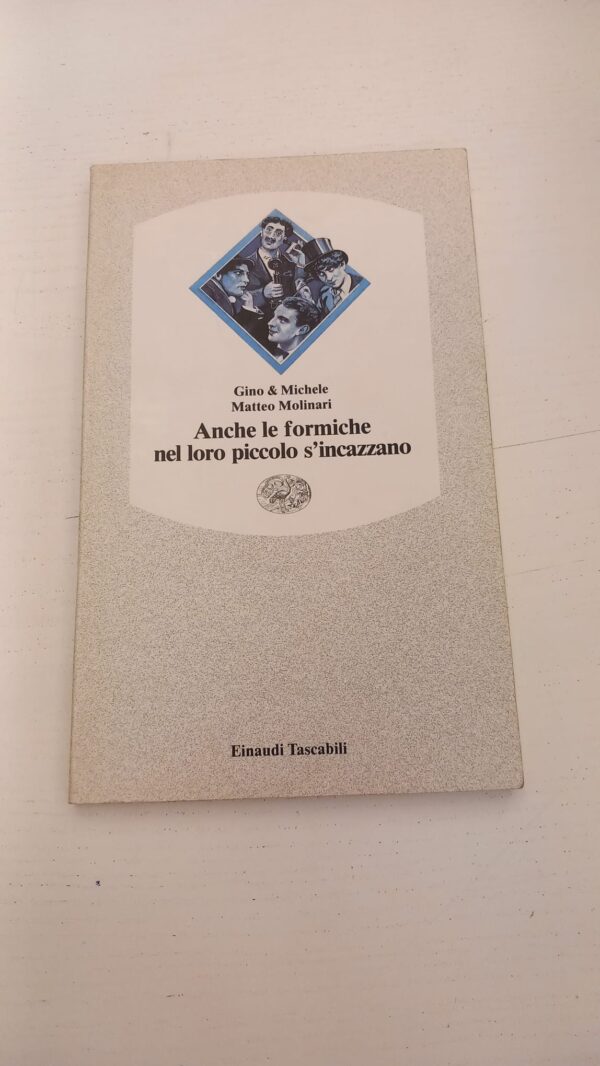 Gino & Michele
Matteo Molinari
Anche le formiche
nel loro piccolo s'incazzano
Einaudi Tascabili